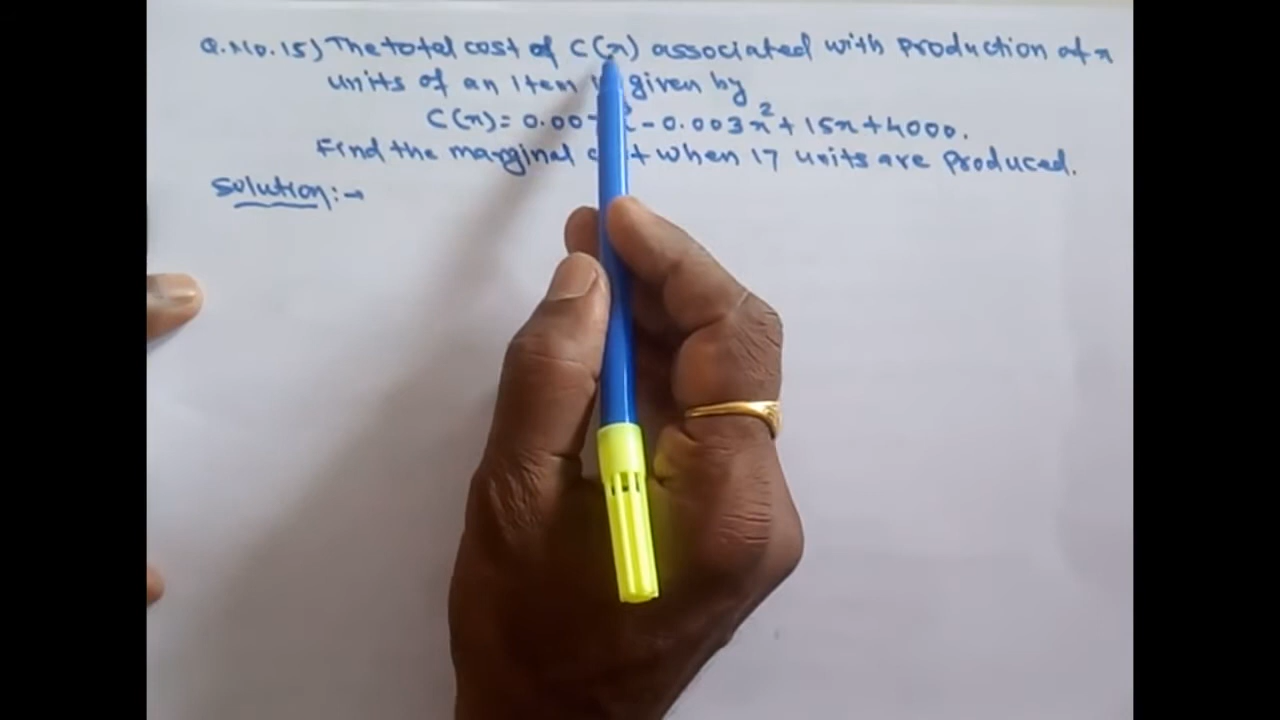 Q.No.15) The total cost of C(x) associated with production of x
units of an item given by
C(x)= 0.00 - 0.003x²+ 15x+4000.
Find the marginal when 17 units are produced.
Solution:→